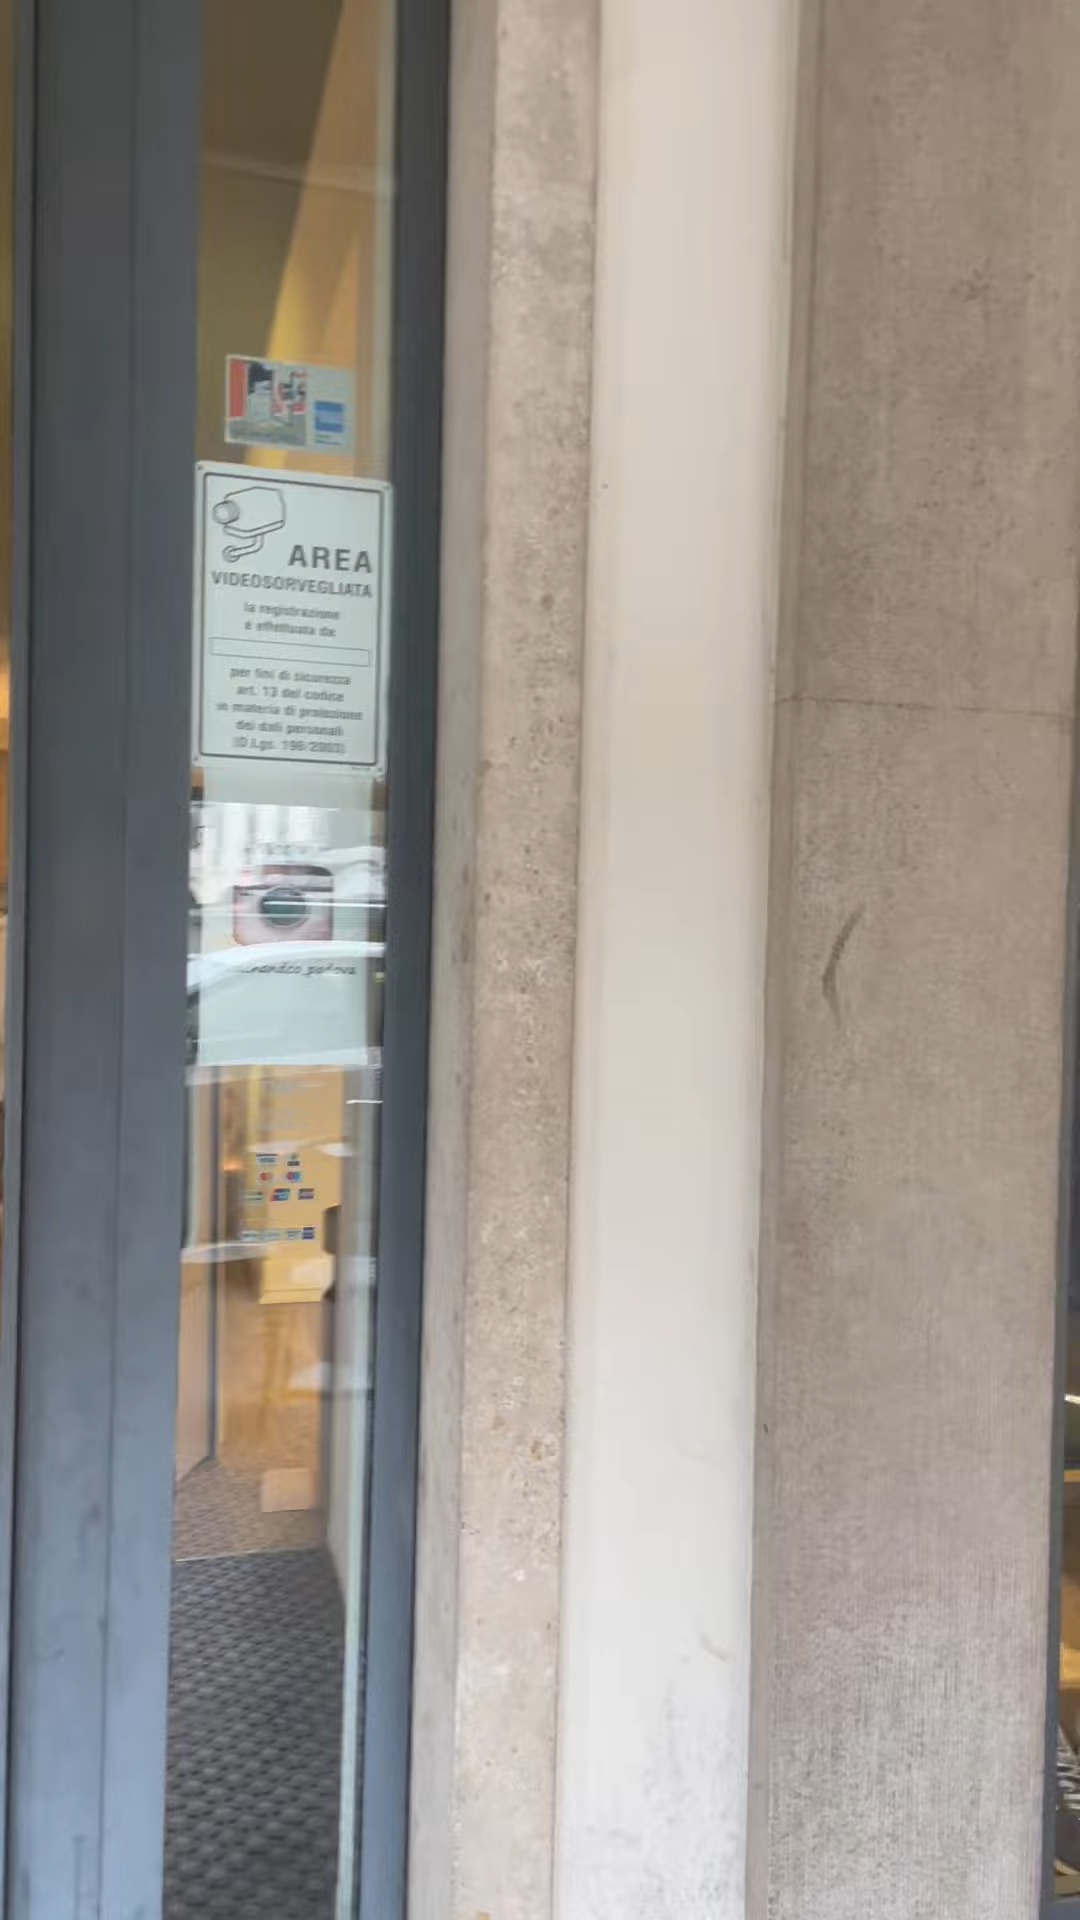 AREA
VIDEOSORVEGLIATA
la registrazione
è effettuata da:
per fini di sicurezza
art. 13 del codice
in materia di protezione
dei dati personali
(D.Lgs. 196/2003)